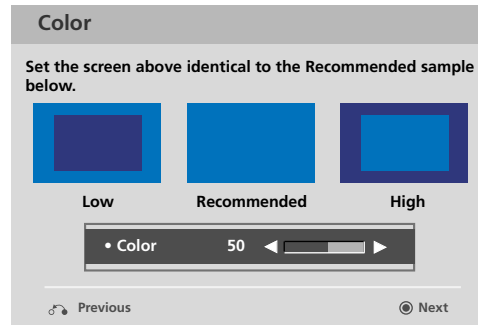 Color
Set the screen above identical to the Recommended sample
below.
Low Recommended High
• Color 50
Previous Next